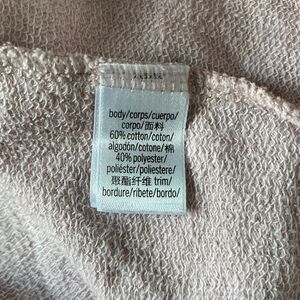 body/corps/cuerpo/
corpo/面料
60% cotton/coton/
algodón/cotone/棉
40% polyester/
poliéster/poliestere/
聚酯纤维 trim/
bordure/ribete/bordo/